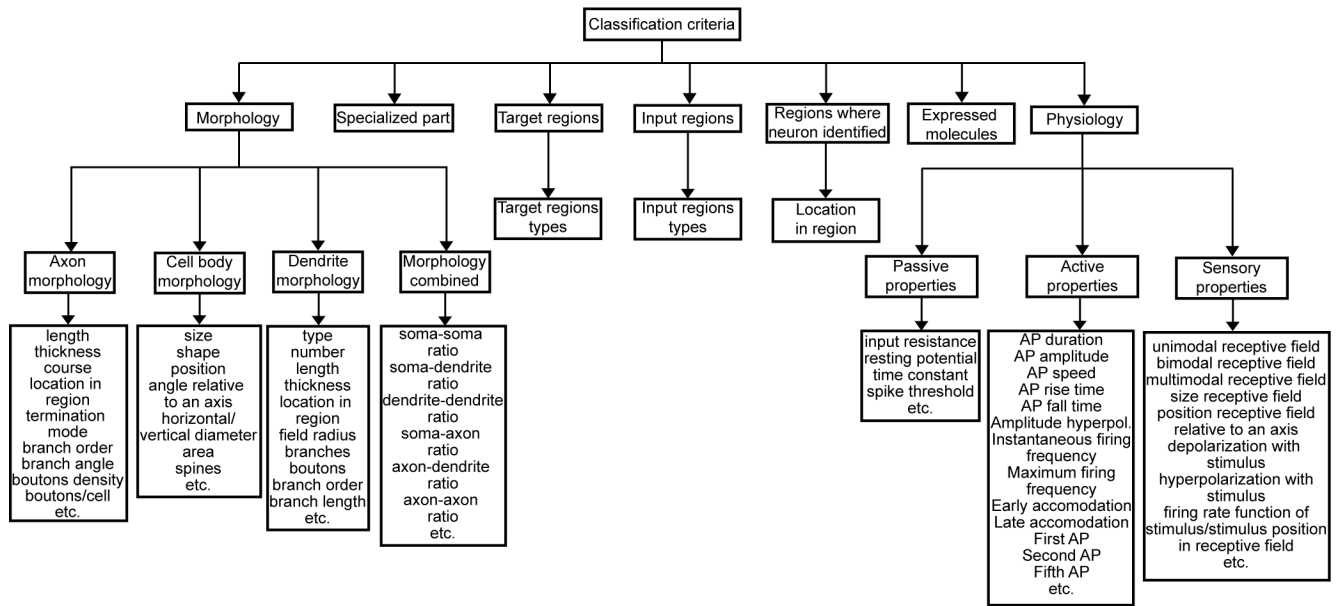 Classification criteria
Morphology
Specialized part
Target regions
Input regions
Regions where
neuron identified
Expressed
molecules
Physiology
Target regions
types
Input regions
types
Location
in region
Axon
morphology
Cell body
morphology
Dendrite
morphology
Morphology
combined
Passive
properties
Active
properties
Sensory
properties
length
thickness
course
location in
region
termination
mode
branch order
branch angle
boutons density
boutons/cell
etc.
size
shape
position
angle relative
to an axis
horizontal/
vertical diameter
area
spines
etc.
type
number
length
thickness
location in
region
field radius
branches
boutons
branch order
branch length
etc.
soma-soma
ratio
soma-dendrite
ratio
dendrite-dendrite
ratio
soma-axon
ratio
axon-dendrite
ratio
axon-axon
ratio
etc.
input resistance
resting potential
time constant
spike threshold
etc.
AP duration
AP amplitude
AP speed
AP rise time
AP fall time
Amplitude hyperpol.
Instantaneous firing
frequency
Maximum firing
frequency
Early accomodation
Late accomodation
First AP
Second AP
Fifth AP
etc.
unimodal receptive field
bimodal receptive field
multimodal receptive field
size receptive field
position receptive field
relative to an axis
depolarization with
stimulus
hyperpolarization with
stimulus
firing rate function of
stimulus/stimulus position
in receptive field
etc.